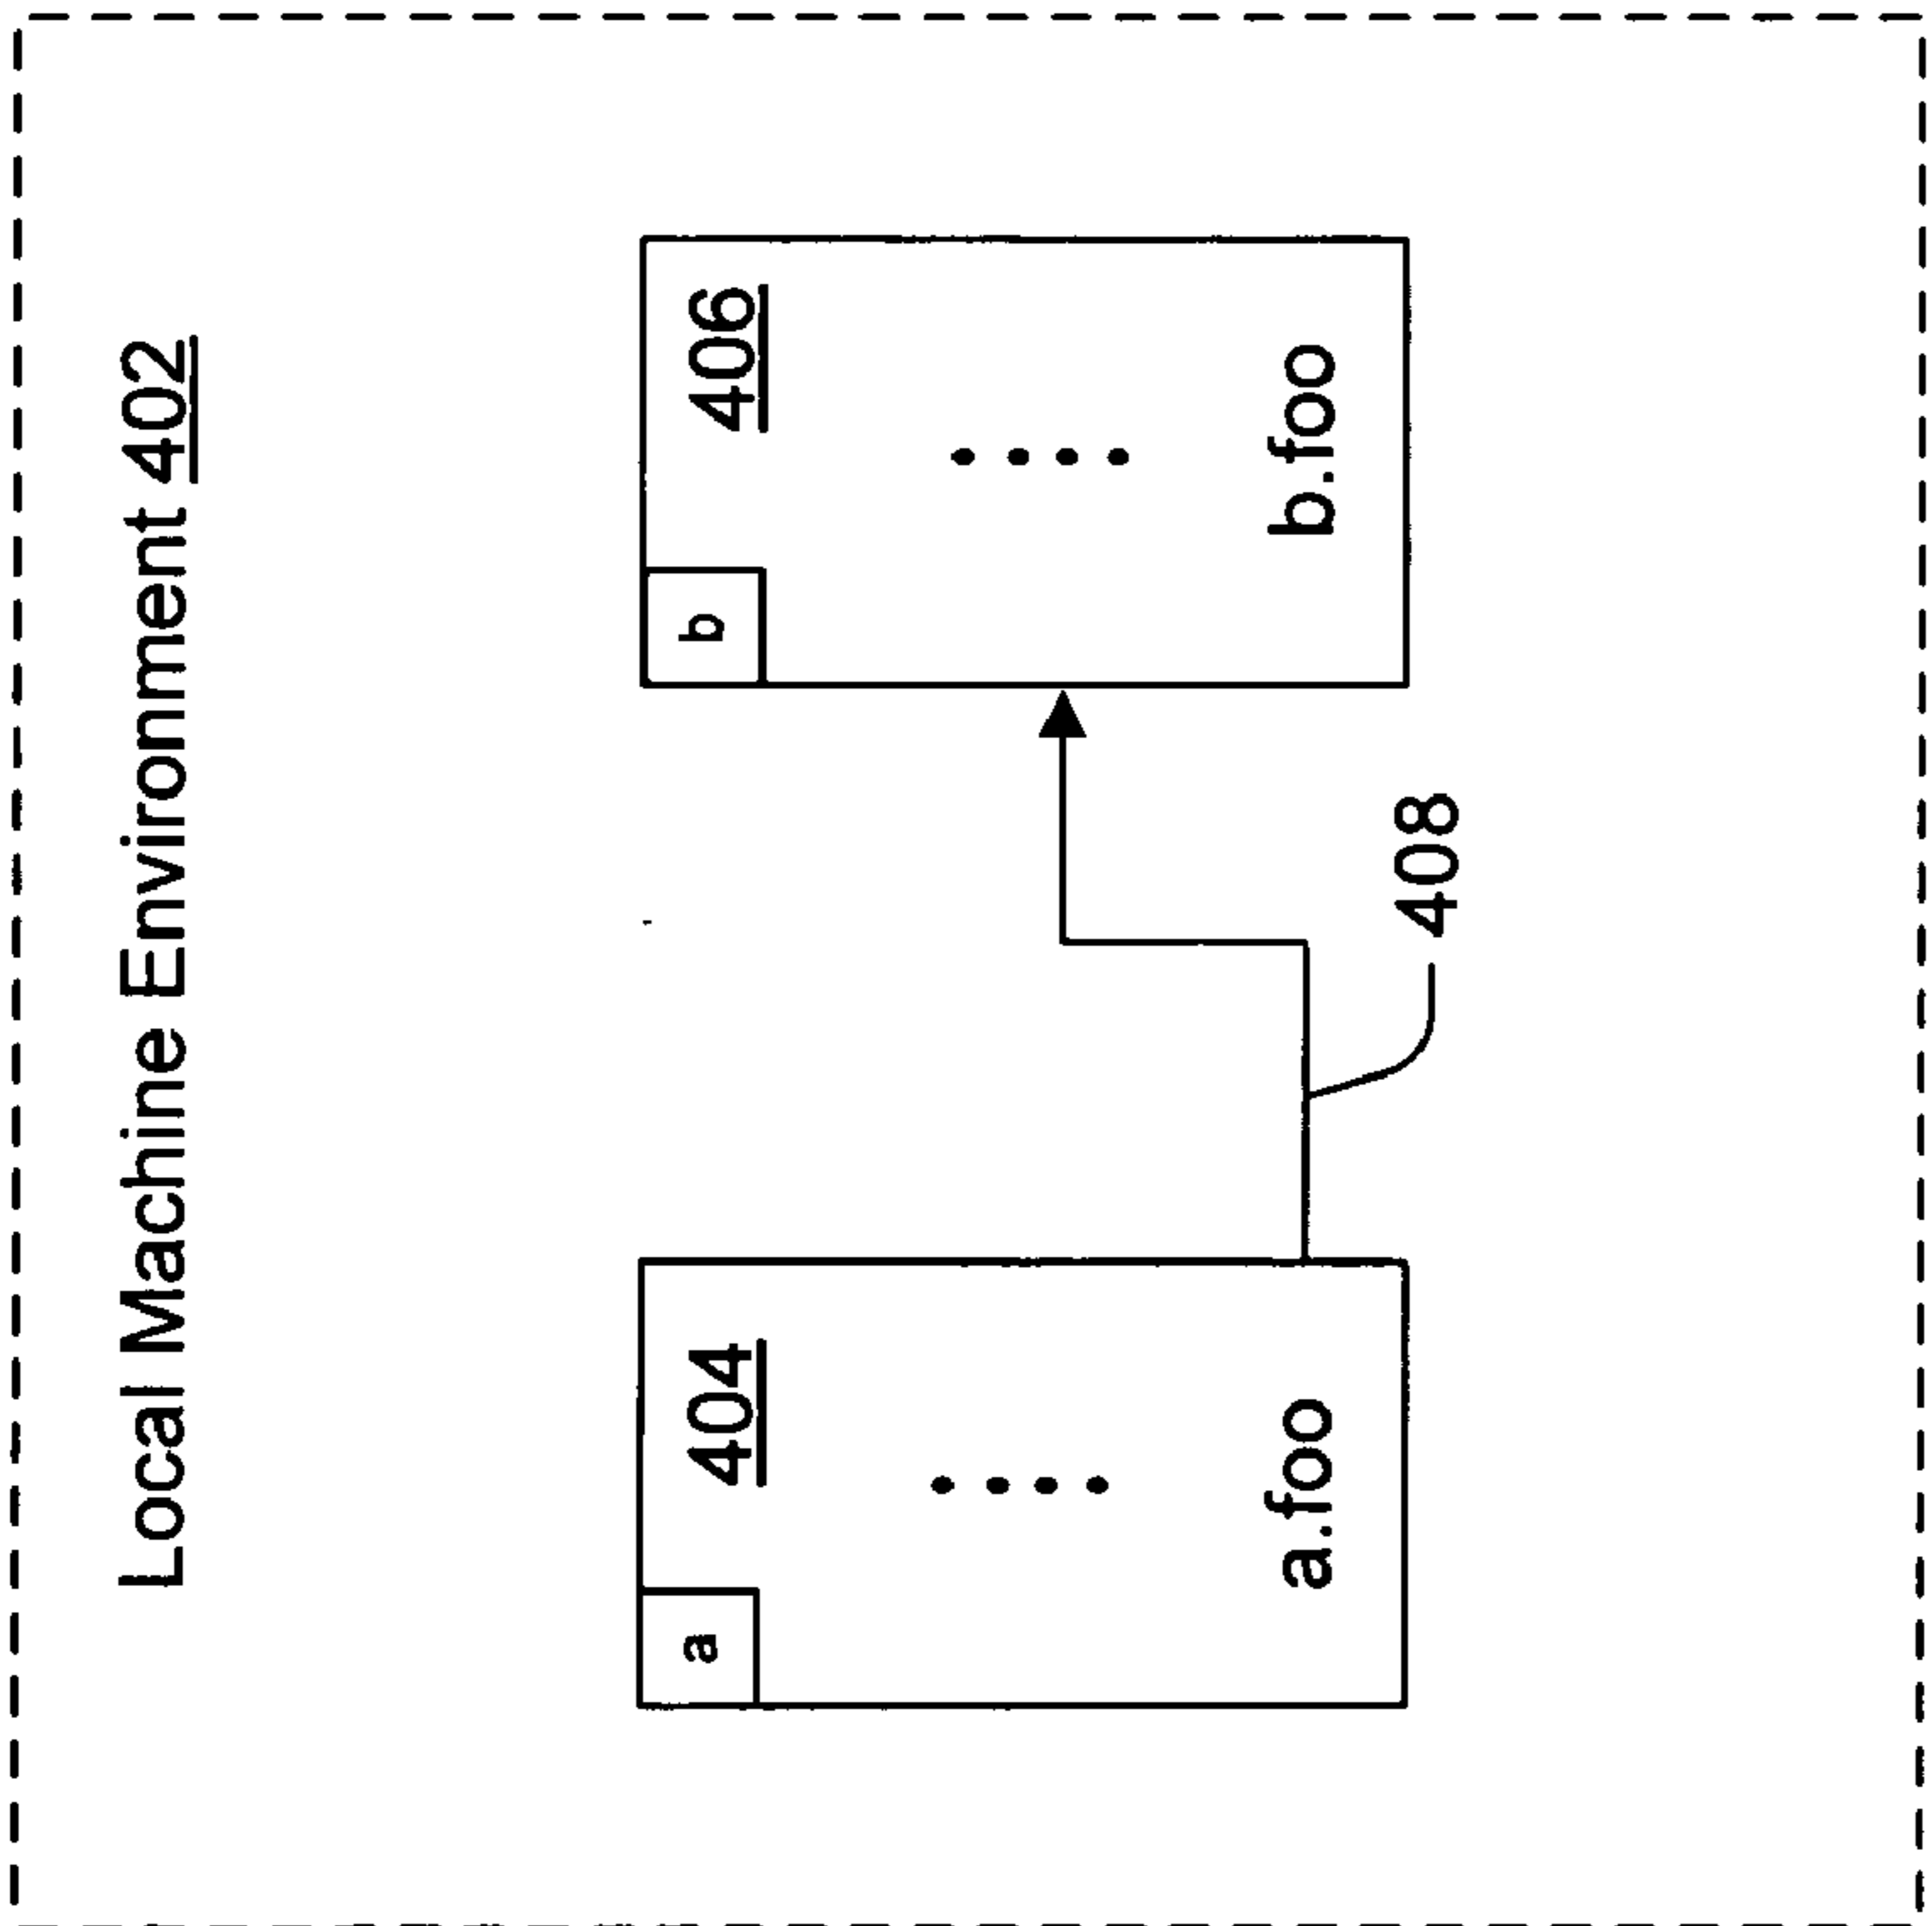 Local Machine Environment 402
a
404
. . . .
a.foo
408
b
406
. . . .
b.foo